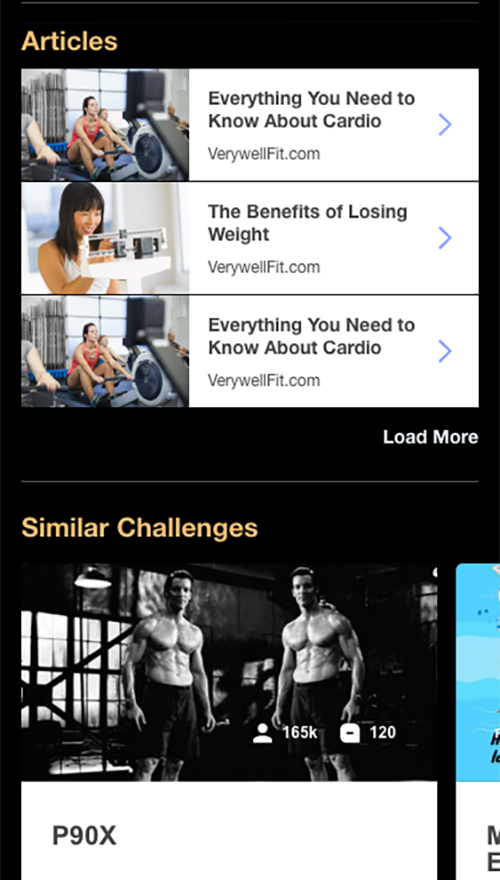 Articles
Everything You Need to
Know About Cardio
VerywellFit.com
The Benefits of Losing
Weight
VerywellFit.com
Everything You Need to
Know About Cardio
VerywellFit.com
Load More
Similar Challenges
165k
120
P90X
M
E